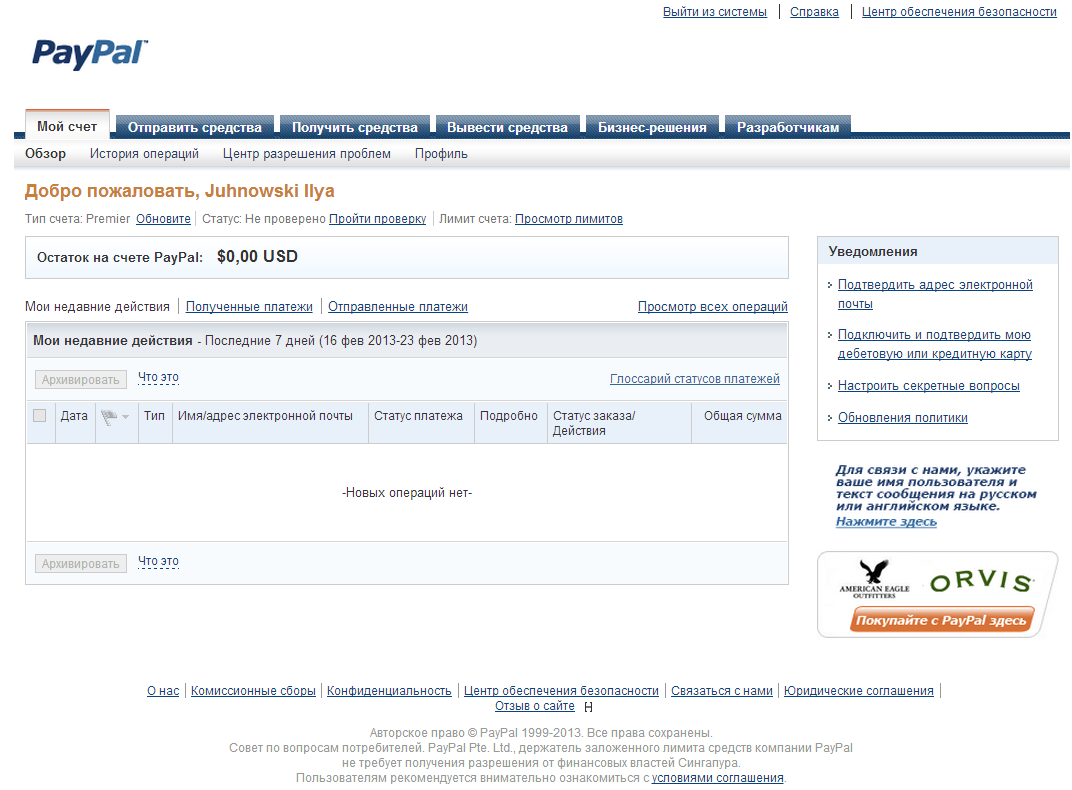 Выйти из системы | Справка | Центр обеспечения безопасности
PayPal™
Мой счет Отправить средства Получить средства Вывести средства Бизнес-решения Разработчикам
Обзор История операций Центр разрешения проблем Профиль
Добро пожаловать, Juhnowski Ilya
Тип счета: Premier Обновите | Статус: Не проверено Пройти проверку | Лимит счета: Просмотр лимитов
Остаток на счете PayPal: $0,00 USD
Мои недавние действия | Полученные платежи | Отправленные платежи Просмотр всех операций
Мои недавние действия - Последние 7 дней (16 фев 2013-23 фев 2013)
Архивировать Что это Глоссарий статусов платежей
Дата Тип Имя/адрес электронной почты Статус платежа Подробно Статус заказа/ Общая сумма
Действия
-Новых операций нет-
Архивировать Что это
Уведомления
Подтвердить адрес электронной
почты
Подключить и подтвердить мою
дебетовую или кредитную карту
Настроить секретные вопросы
Обновления политики
Для связи с нами, укажите
ваше имя пользователя и
текст сообщения на русском
или английском языке.
Нажмите здесь
AMERICAN EAGLE
OUTFITTERS
ORVIS
Покупайте с PayPal здесь
О нас | Комиссионные сборы | Конфиденциальность | Центр обеспечения безопасности | Связаться с нами | Юридические соглашения |
Отзыв о сайте [-]
Авторское право © PayPal 1999-2013. Все права сохранены.
Совет по вопросам потребителей. PayPal Pte. Ltd., держатель заложенного лимита средств компании PayPal
не требует получения разрешения от финансовых властей Сингапура.
Пользователям рекомендуется внимательно ознакомиться с условиями соглашения.